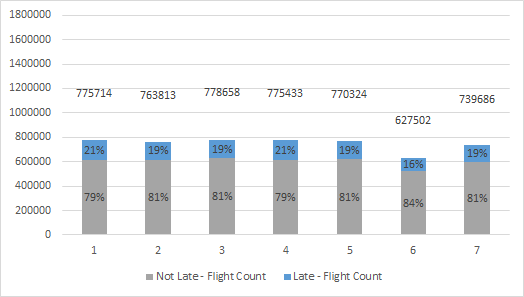 1800000
1600000
1400000
1200000
1000000
800000
600000
400000
200000
0
775714 763813 778658 775433 770324 627502 739686
21% 19% 19% 21% 19% 16% 19%
79% 81% 81% 79% 81% 84% 81%
1 2 3 4 5 6 7
Not Late - Flight Count Late - Flight Count